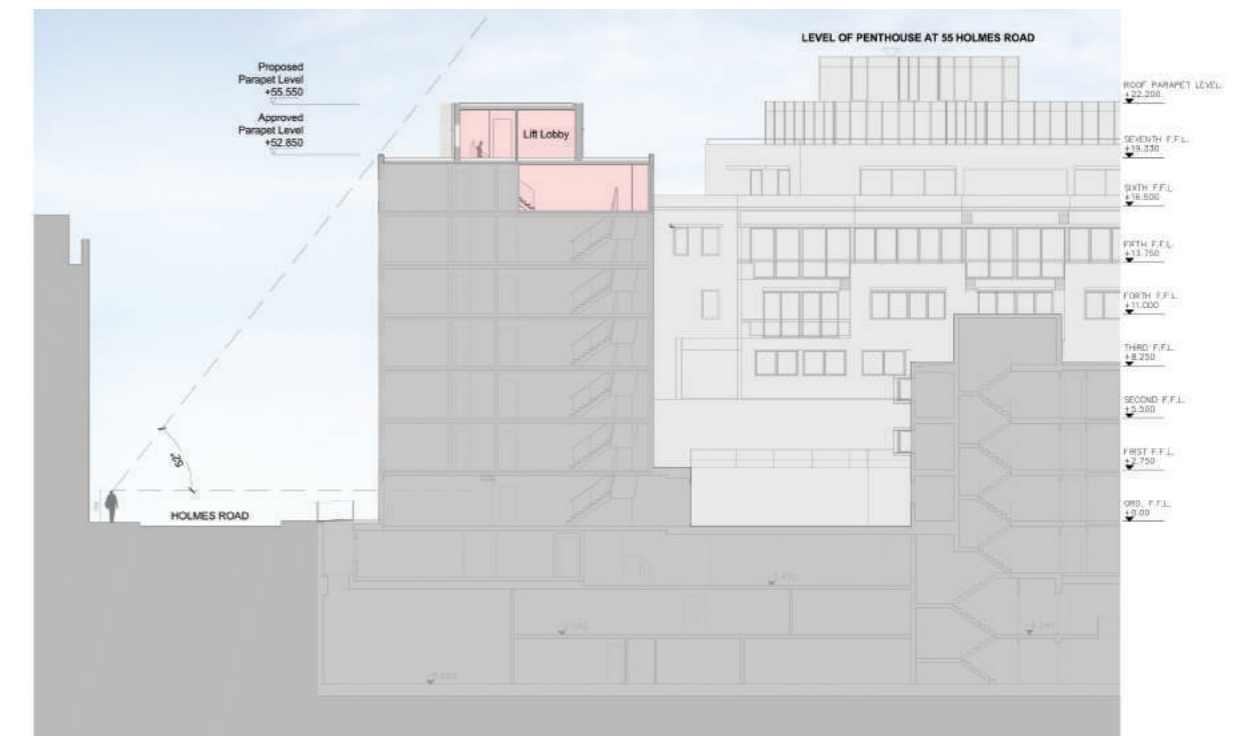 LEVEL OF PENTHOUSE AT 55 HOLMES ROAD
Proposed
Parapet Level
+55.550
Approved
Parapet Level
+52.850
Lift Lobby
HOLMES ROAD
ROOF PARAPET LEVEL.
+22.200
SEVENTH F.F.L.
+19.330
SIXTH F.F.L.
+16.500
FIFTH F.F.L.
+13.750
FORTH F.F.L.
+11.000
THIRD F.F.L.
+8.250
SECOND F.F.L.
+5.500
FIRST F.F.L.
+2.750
GRD. F.F.L.
+0.00